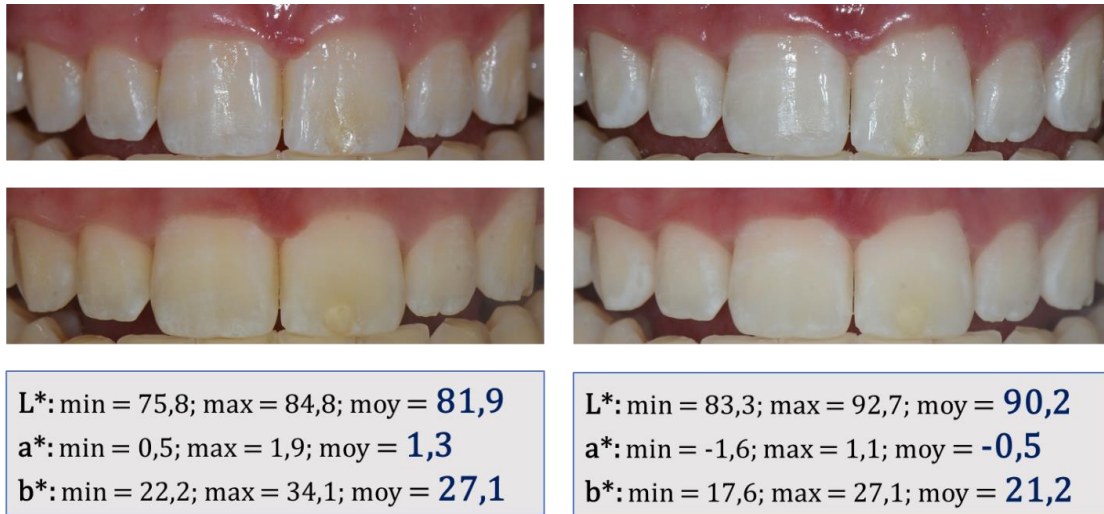 L*: min = 75,8; max = 84,8; moy = 81,9
a*: min = 0,5; max = 1,9; moy = 1,3
b*: min = 22,2; max = 34,1; moy = 27,1
L*: min = 83,3; max = 92,7; moy = 90,2
a*: min = -1,6; max = 1,1; moy = -0,5
b*: min = 17,6; max = 27,1; moy = 21,2